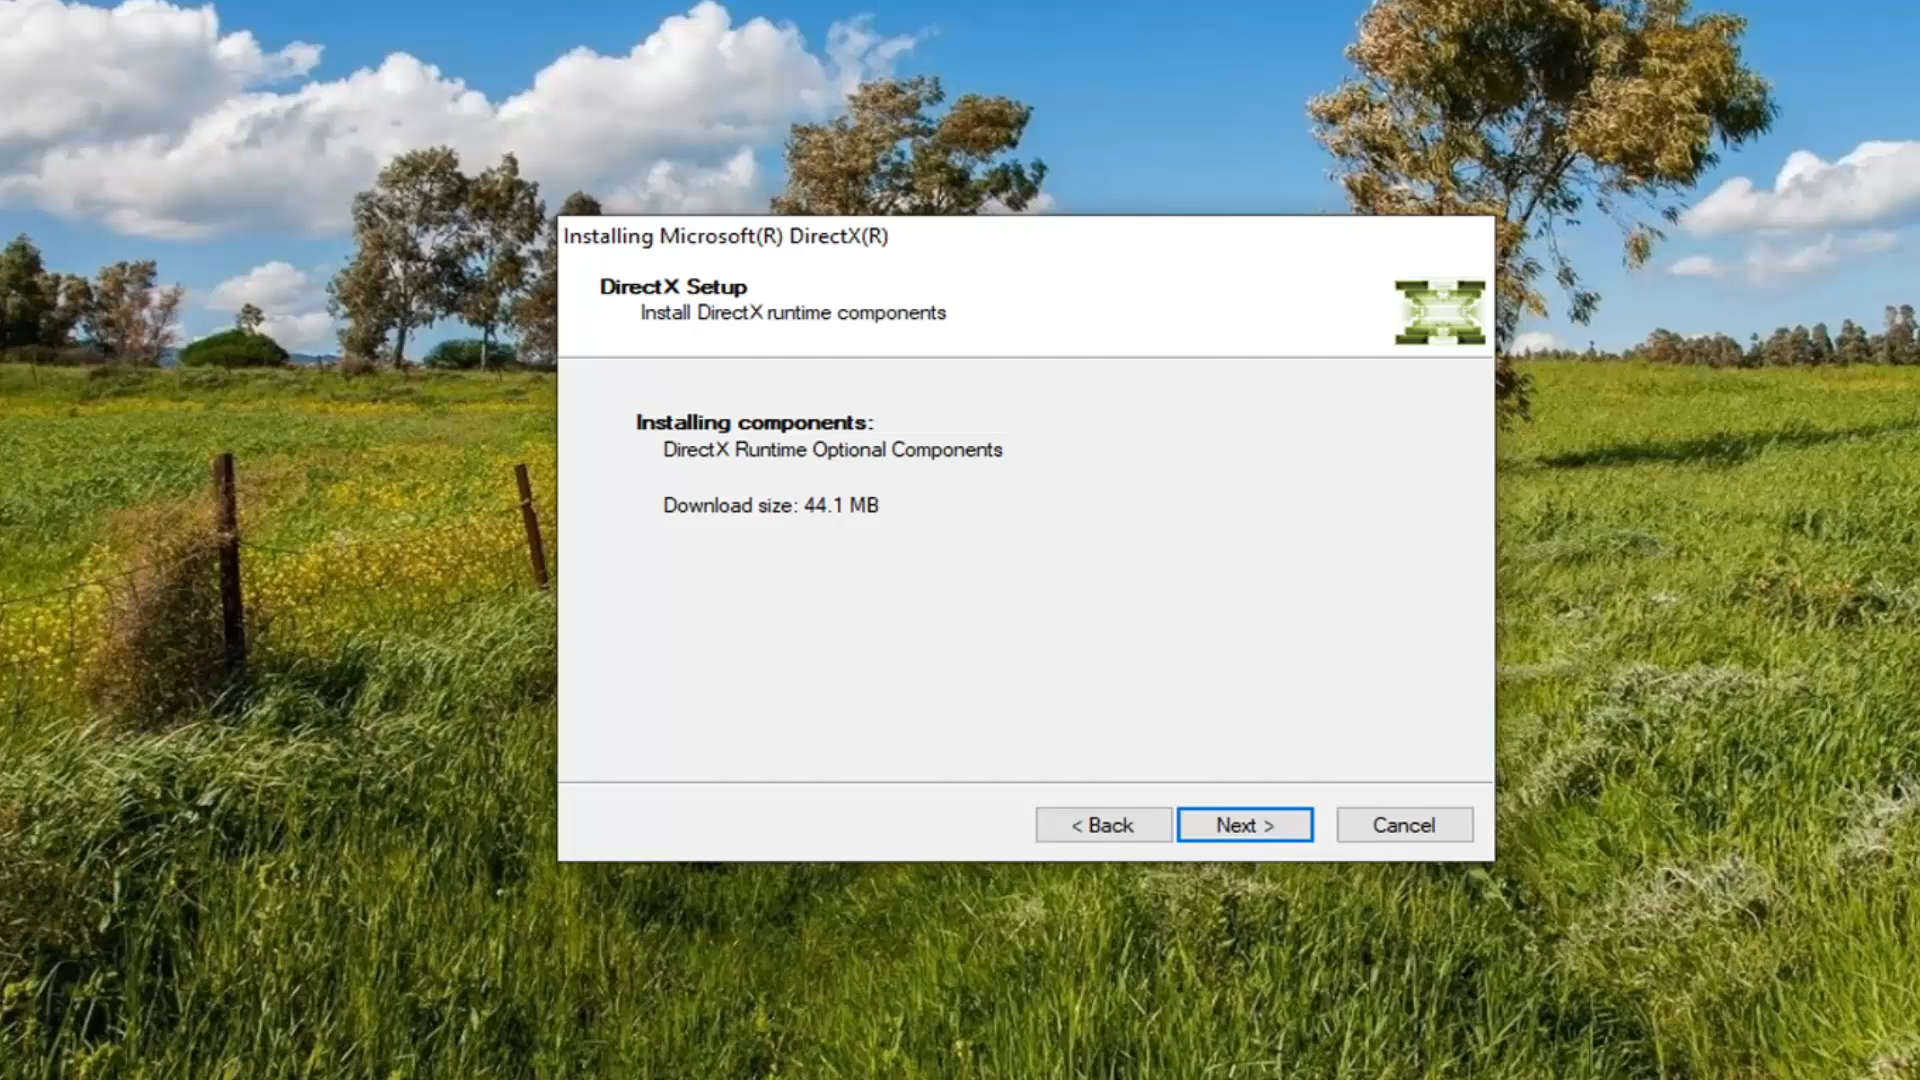 Installing Microsoft(R) DirectX(R)
DirectX Setup
Install DirectX runtime components
Installing components:
DirectX Runtime Optional Components
Download size: 44.1 MB
< Back
Next >
Cancel